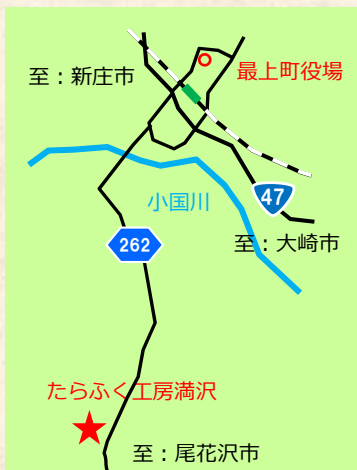 至：新庄市
最上町役場
小国川
47
262
至：大崎市
たらふく工房満沢
至：尾花沢市